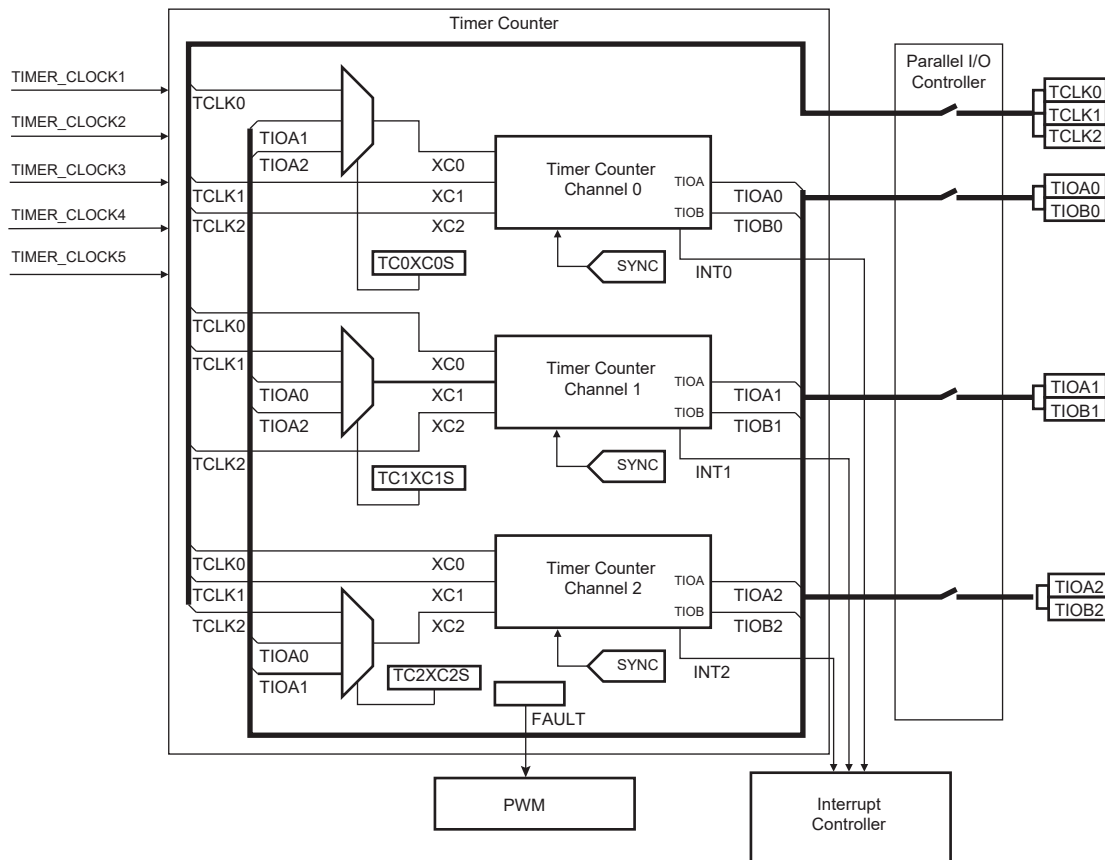 Timer Counter
Parallel I/O
Controller
TIMER_CLOCK1
TIMER_CLOCK2
TIMER_CLOCK3
TIMER_CLOCK4
TIMER_CLOCK5
TCLK0
TIOA1
TIOA2
TCLK1
TCLK2
XC0
XC1
XC2
TC0XC0S
Timer Counter
Channel 0
TIOA
TIOB
SYNC
TIOA0
TIOB0
INT0
TCLK0
TCLK1
TIOA0
TIOA2
TCLK2
XC0
XC1
XC2
TC1XC1S
Timer Counter
Channel 1
TIOA
TIOB
SYNC
TIOA1
TIOB1
INT1
TCLK0
TCLK1
TCLK2
TIOA0
TIOA1
XC0
XC1
XC2
TC2XC2S
Timer Counter
Channel 2
TIOA
TIOB
SYNC
TIOA2
TIOB2
INT2
FAULT
TCLK0
TCLK1
TCLK2
TIOA0
TIOB0
TIOA1
TIOB1
TIOA2
TIOB2
PWM
Interrupt
Controller